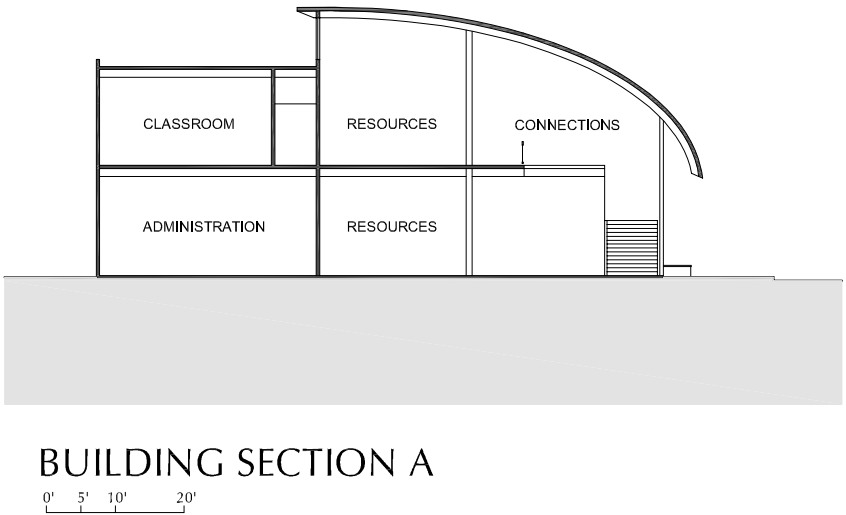 CLASSROOM RESOURCES CONNECTIONS
ADMINISTRATION RESOURCES
BUILDING SECTION A
0' 5' 10' 20'